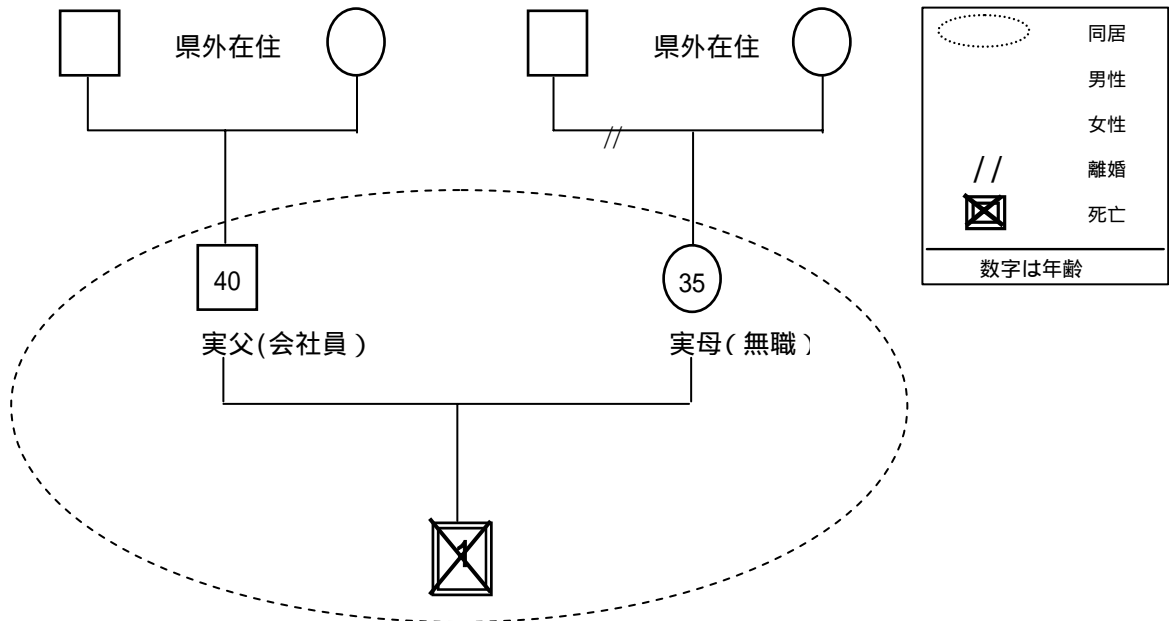 県外在住
県外在住
同居
男性
女性
//
離婚
死亡
数字は年齢
//
40
35
実父(会社員)
実母(無職)
1